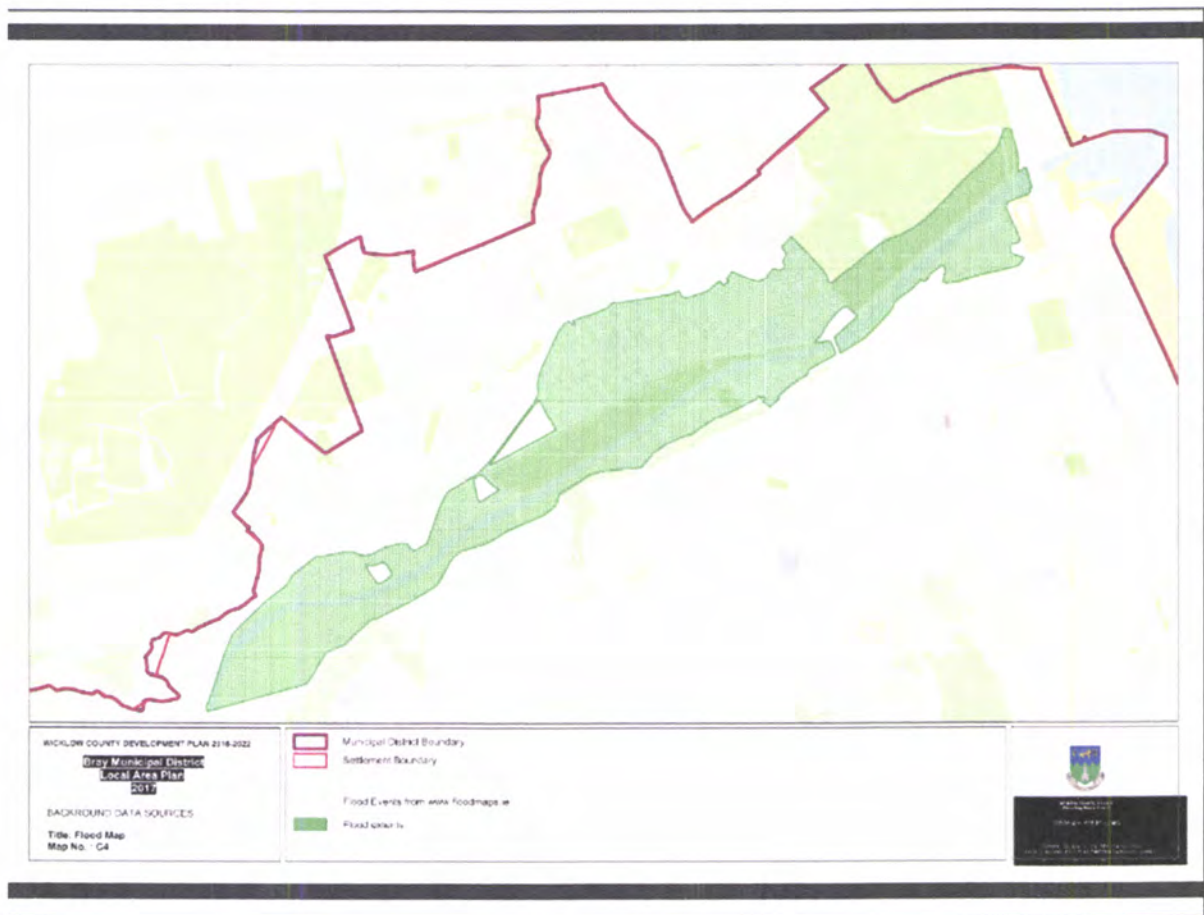 WICKLOW COUNTY DEVELOPMENT PLAN 2016-2022
Bray Municipal District
Local Area Plan
2017
BACKROUND DATA SOURCES
Title: Flood Map
Map No. : C4
Municipal District Boundary
Settlement Boundary
Flood Events from www.floodmaps.ie
Flood extents